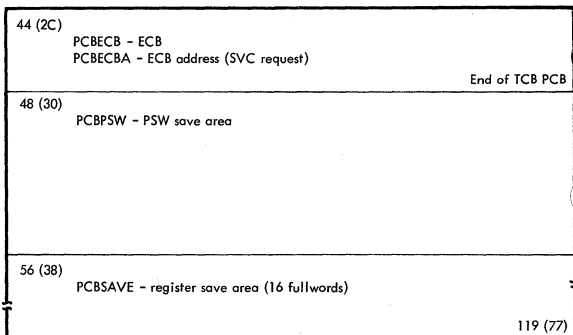 44 (2C)
PCBECB - ECB
PCBECBA - ECB address (SVC request)
End of TCB PCB
48 (30)
PCBPSW - PSW save area
56 (38)
PCBSAVE - register save area (16 fullwords)
119 (77)